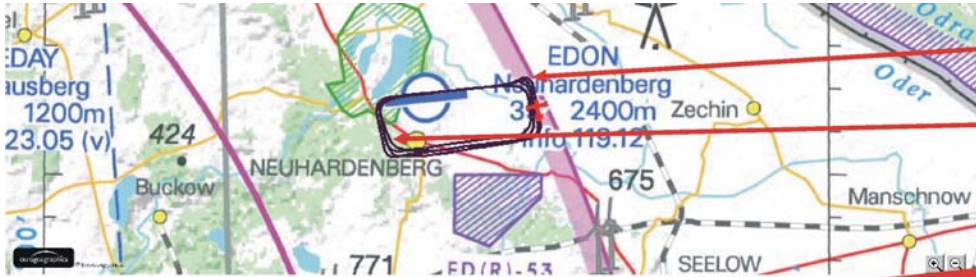 EDAY
ausberg
1200m
23.05 (v)
424
Buckow
NEUHARDENBERG
771
EDON
2400m
Info 119.12
Zechin
675
SEELOW
ED(R)-53
Manschnow
Odra
Oder